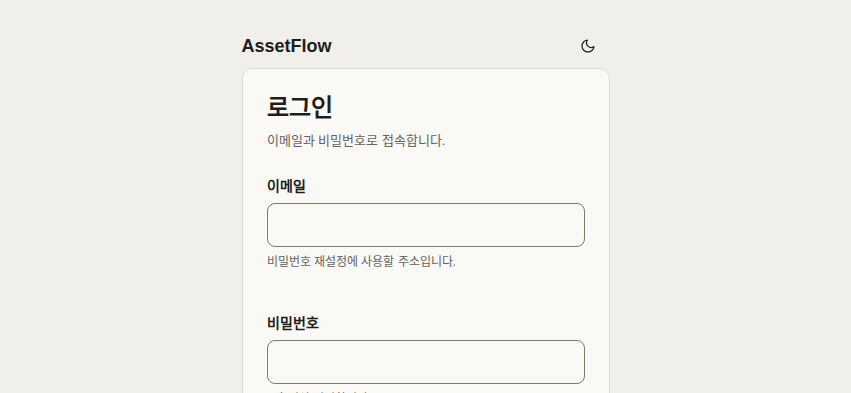 AssetFlow
로그인
이메일과 비밀번호로 접속합니다.
이메일
비밀번호 재설정에 사용할 주소입니다.
비밀번호